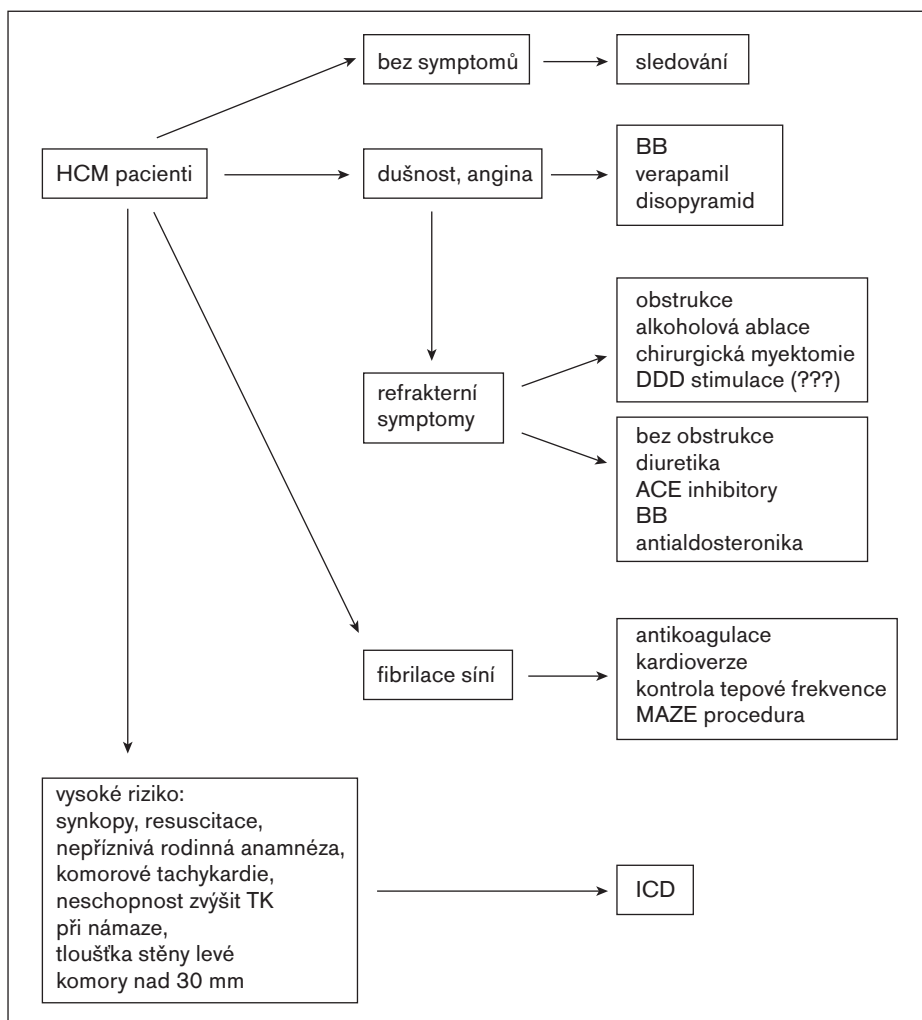 bez symptomů
sledování
HCM pacienti
dušnost, angina
BB
verapamil
disopyramid
refrakterní
symptomy
obstrukce
alkoholová ablace
chirurgická myektomie
DDD stimulace (???)
bez obstrukce
diuretika
ACE inhibitory
BB
antialdosteronika
fibrilace síní
antikoagulace
kardioverze
kontrola tepové frekvence
MAZE procedura
vysoké riziko:
synkopy, resuscitace,
nepříznivá rodinná anamnéza,
komorové tachykardie,
neschopnost zvýšit TK
při námaze,
tloušťka stěny levé
komory nad 30 mm
ICD